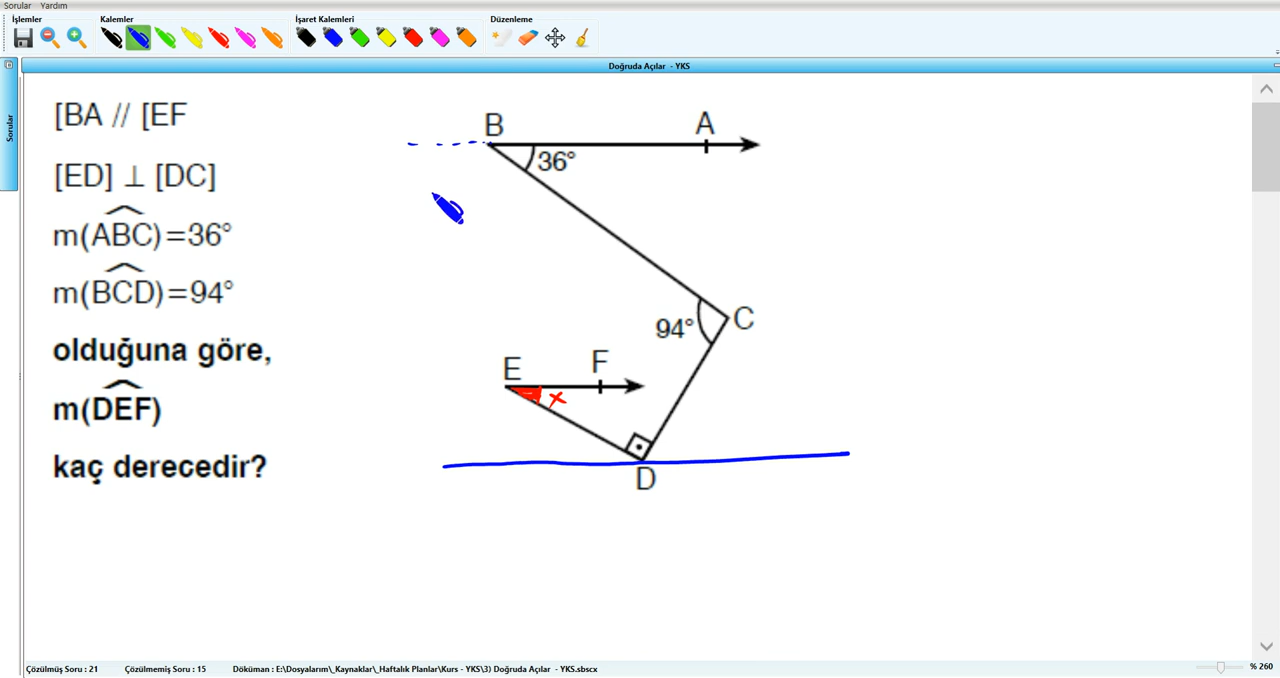 Sorular Yardım
İşlemler Kalemler İşaret Kalemleri Düzenleme
Doğruda Açılar - YKS
Sorular
[BA // [EF
[ED] ⊥ [DC]
m(ABC)=36°
m(BCD)=94°
olduğuna göre,
m(DEF)
kaç derecedir?
B A
36°
94° C
E F
x
D
Çözülmüş Soru : 21 Çözülmemiş Soru : 15 Döküman : E:\Dosyalarım\_Kaynaklar\_Haftalık Planlar\Kurs - YKS\3) Doğruda Açılar - YKS.sbscx % 260